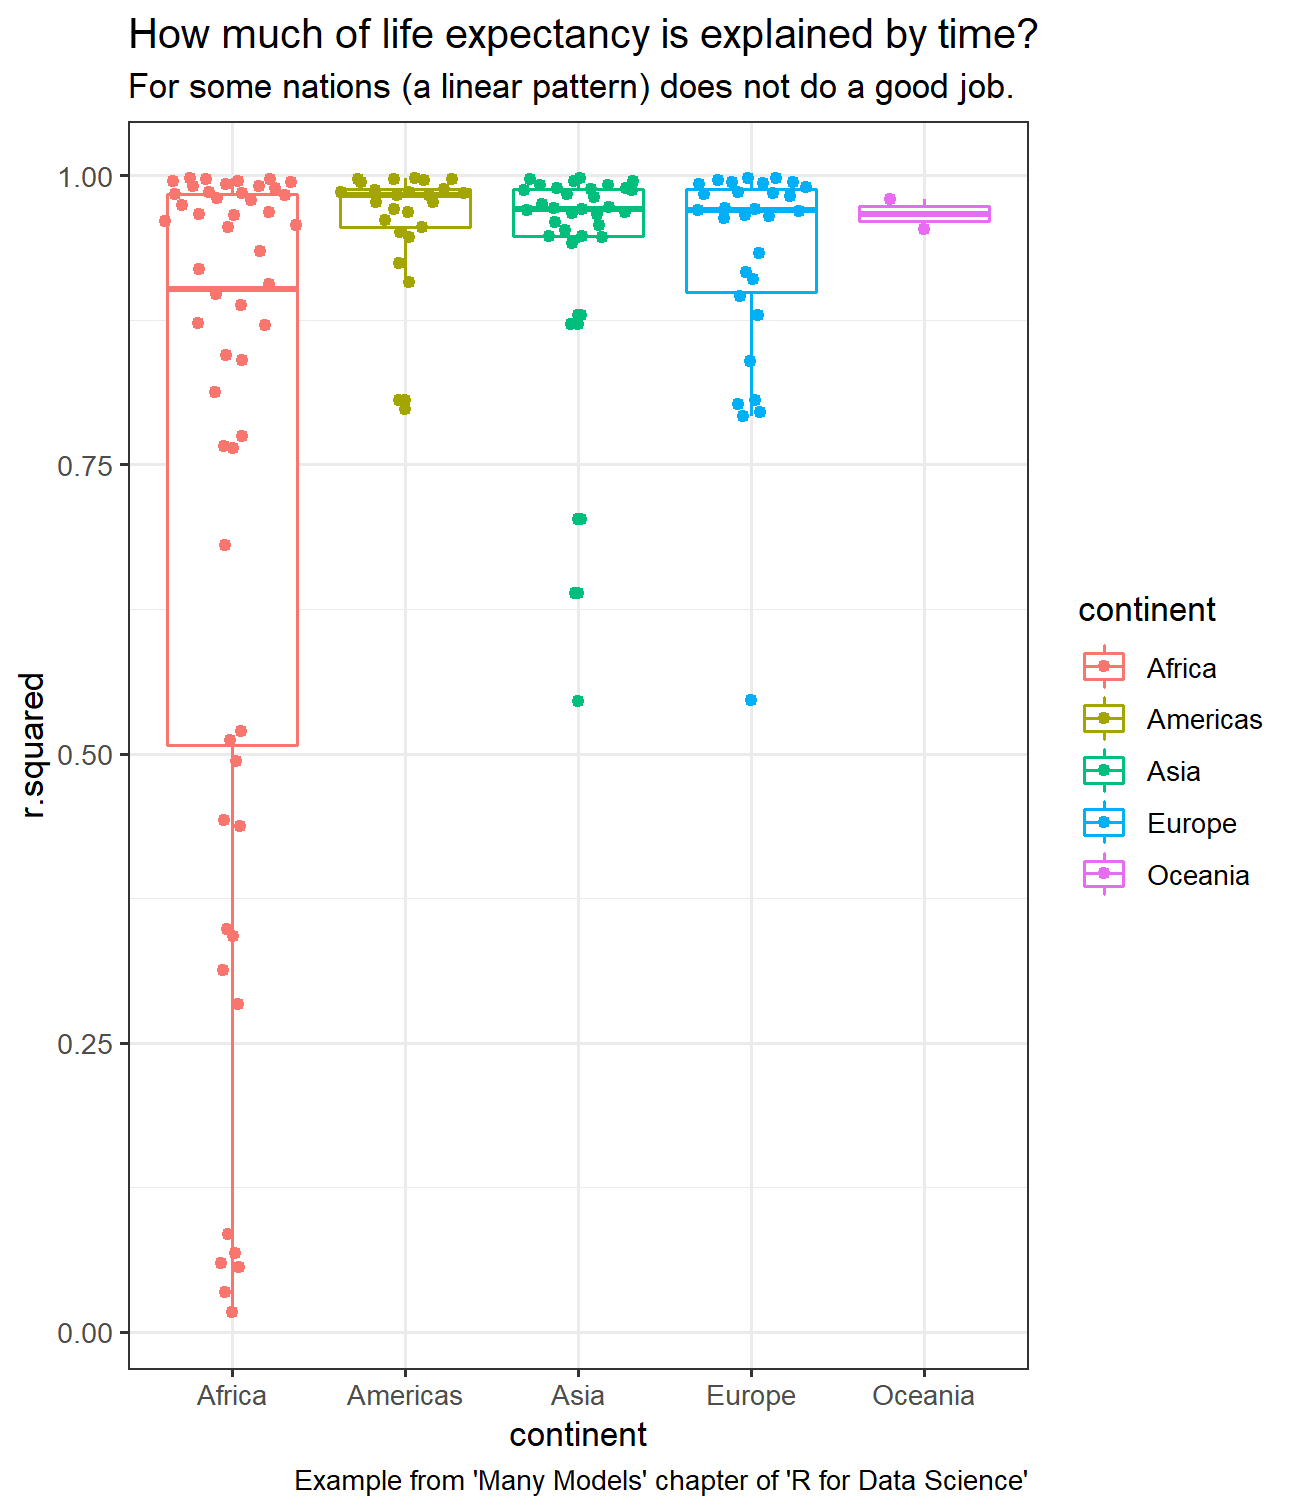 How much of life expectancy is explained by time?
For some nations (a linear pattern) does not do a good job.
r.squared
1.00
0.75
0.50
0.25
0.00
Africa
Americas
Asia
Europe
Oceania
continent
Example from 'Many Models' chapter of 'R for Data Science'
continent
Africa
Americas
Asia
Europe
Oceania